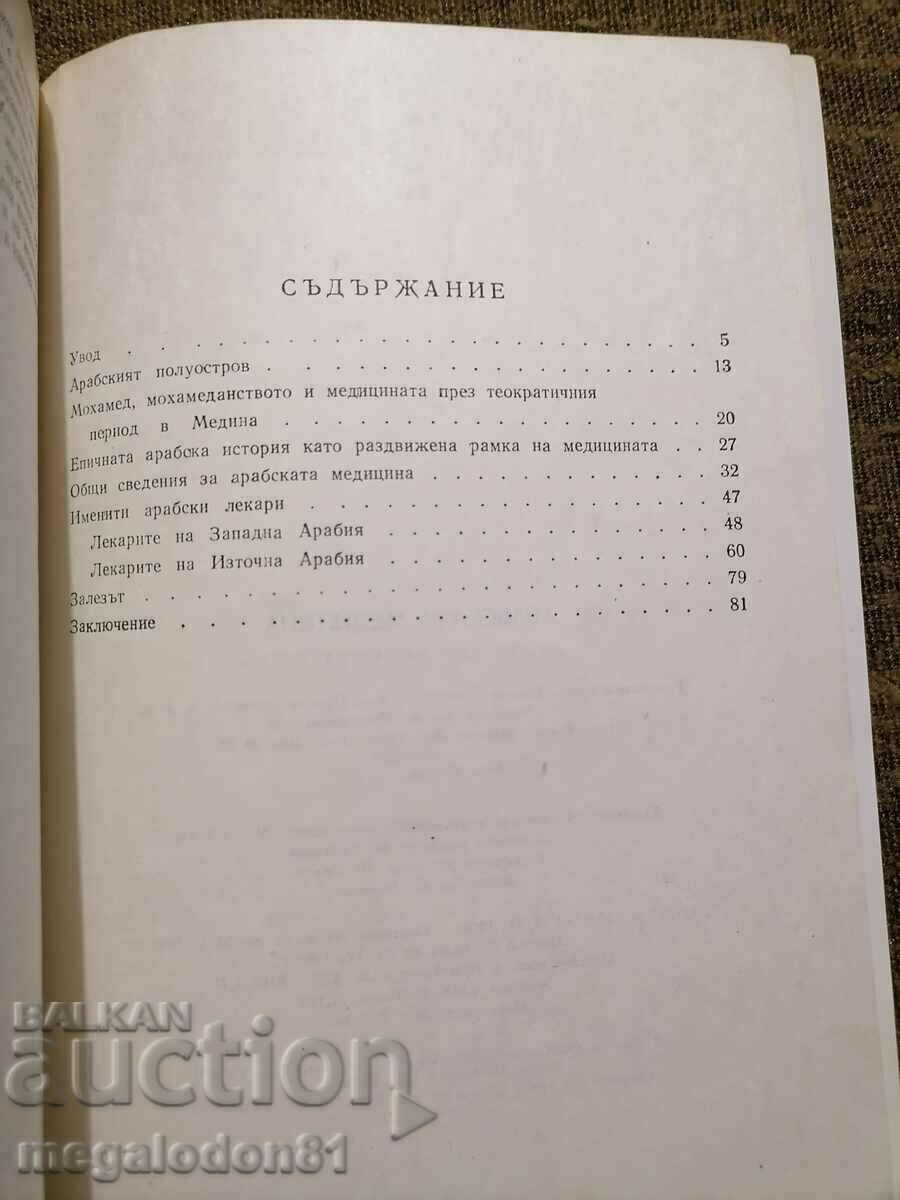 СЪДЪРЖАНИЕ
Увод . . . . . . . . . . . . . . . . . . . . 5
Арабският полуостров . . . . . . . . . . . . . . . 13
Мохамед, мохамеданството и медицината през теократичния
период в Медина . . . . . . . . . . . . . . . 20
Епичната арабска история като раздвижена рамка на медицината . . 27
Общи сведения за арабската медицина . . . . . . . . . . 32
Именити арабски лекари . . . . . . . . . . . . . . 47
Лекарите на Западна Арабия . . . . . . . . . . . . 48
Лекарите на Източна Арабия . . . . . . . . . . . . 60
Залезът . . . . . . . . . . . . . . . . . . . 79
Заключение . . . . . . . . . . . . . . . . . . 81
BALKAN
auction
megalodon81